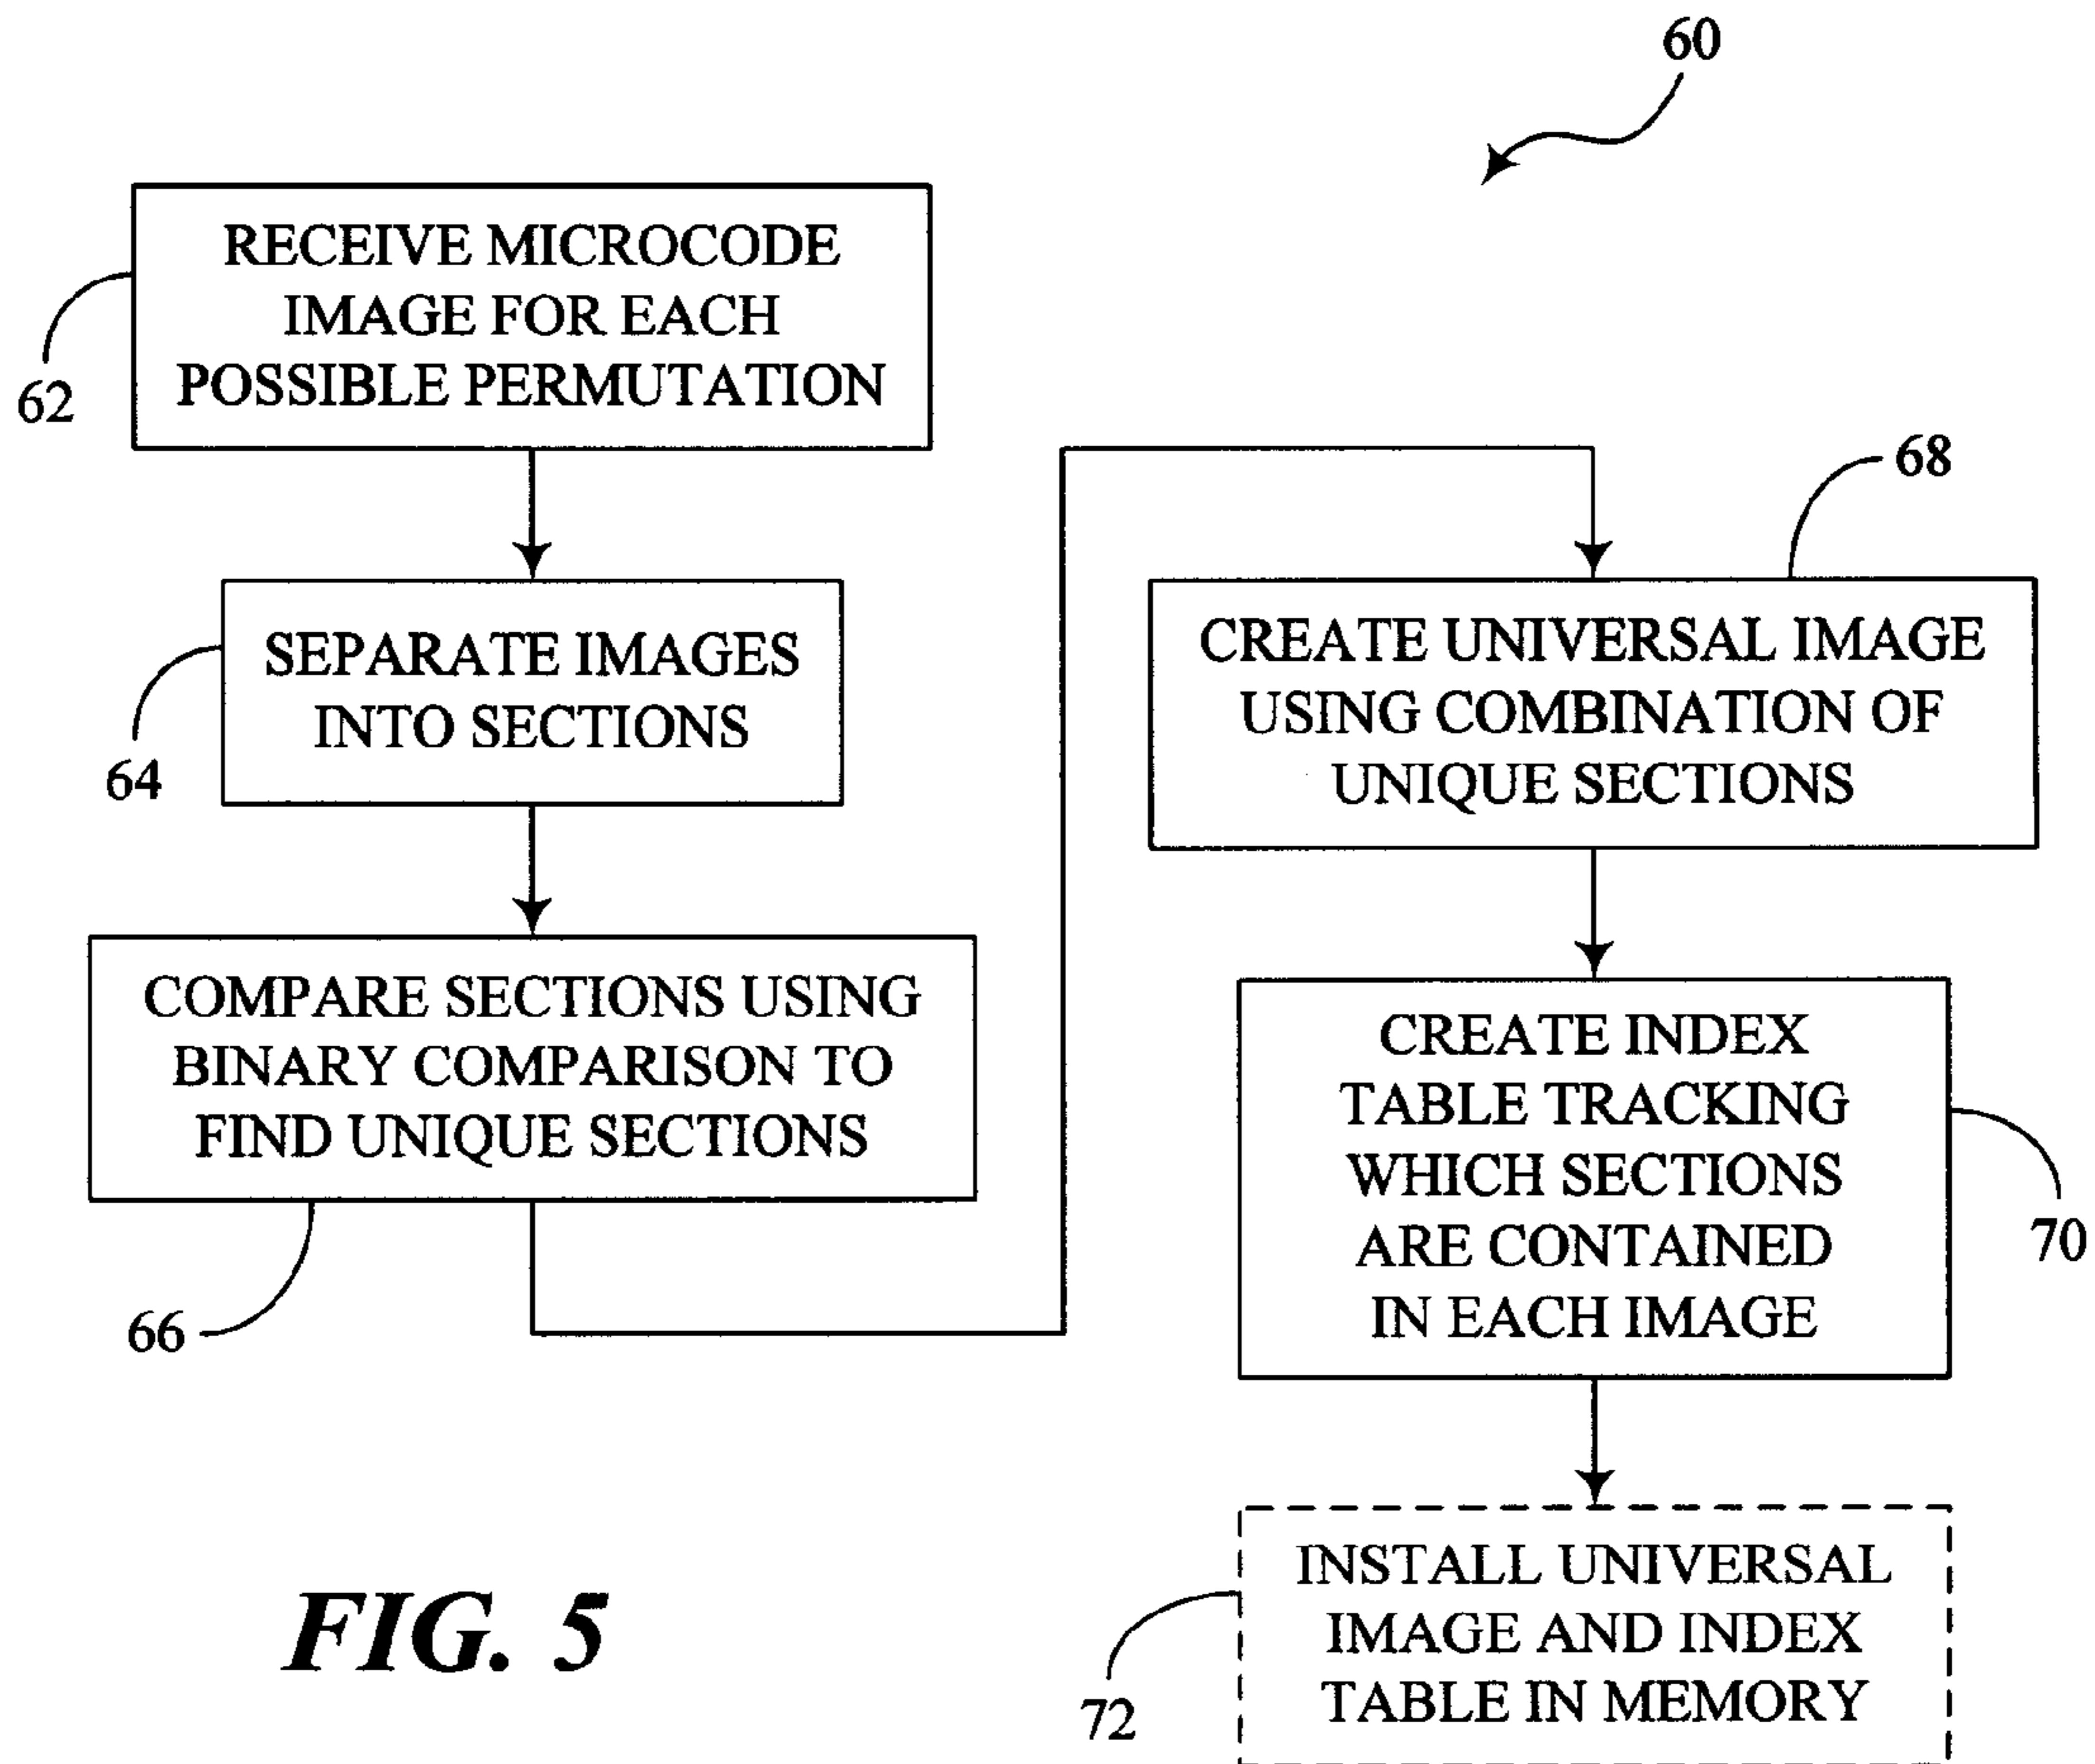 60
RECEIVE MICROCODE
IMAGE FOR EACH
POSSIBLE PERMUTATION
62
SEPARATE IMAGES
INTO SECTIONS
64
COMPARE SECTIONS USING
BINARY COMPARISON TO
FIND UNIQUE SECTIONS
66
68
CREATE UNIVERSAL IMAGE
USING COMBINATION OF
UNIQUE SECTIONS
CREATE INDEX
TABLE TRACKING
WHICH SECTIONS
ARE CONTAINED
IN EACH IMAGE
70
INSTALL UNIVERSAL
IMAGE AND INDEX
TABLE IN MEMORY
72
FIG. 5